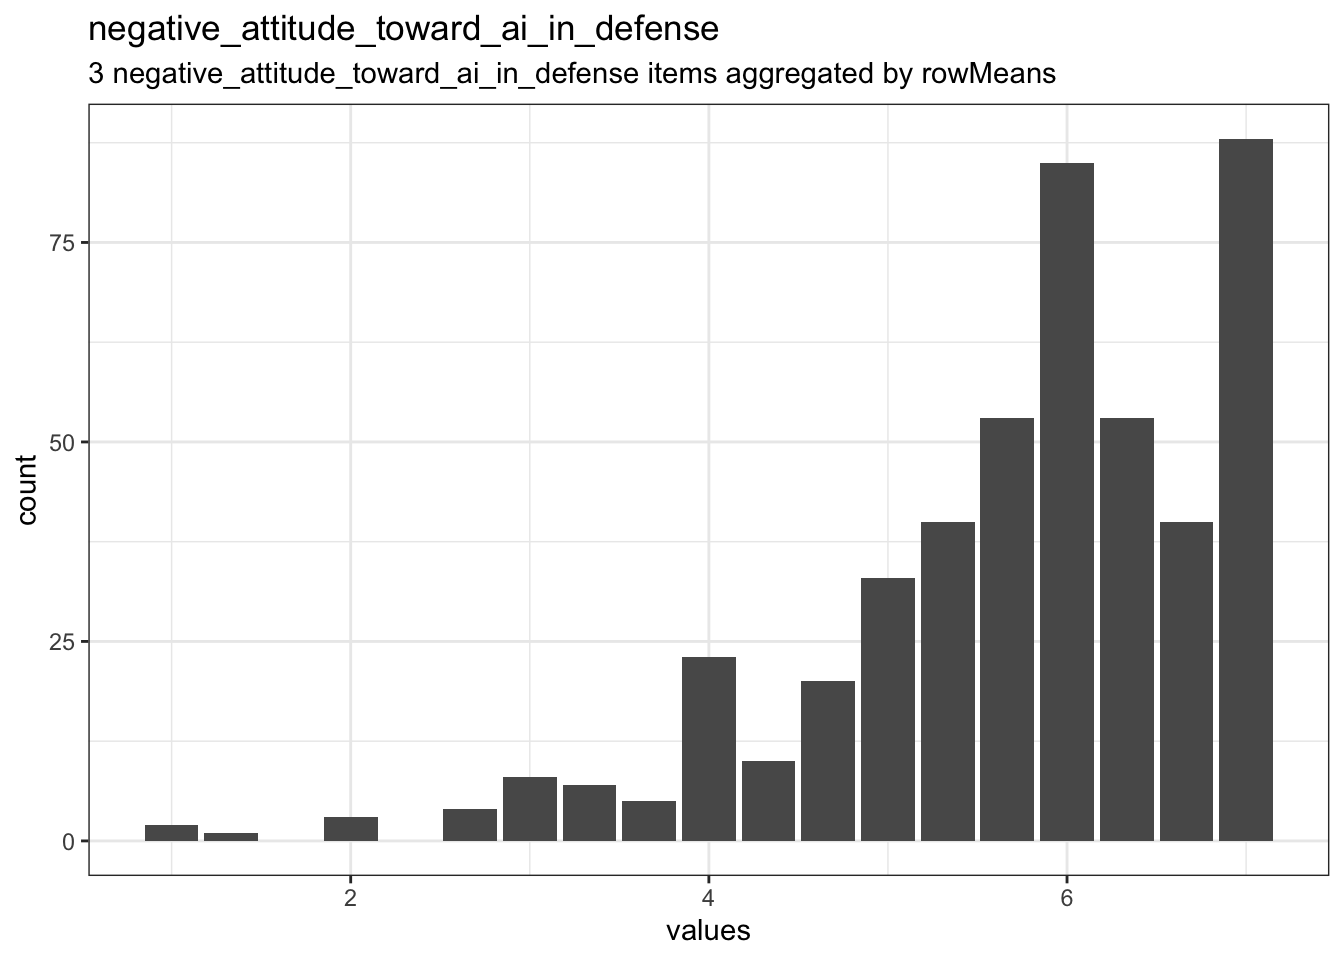 negative_attitude_toward_ai_in_defense
3 negative_attitude_toward_ai_in_defense items aggregated by rowMeans
75
50
25
0
count
2 4 6
values